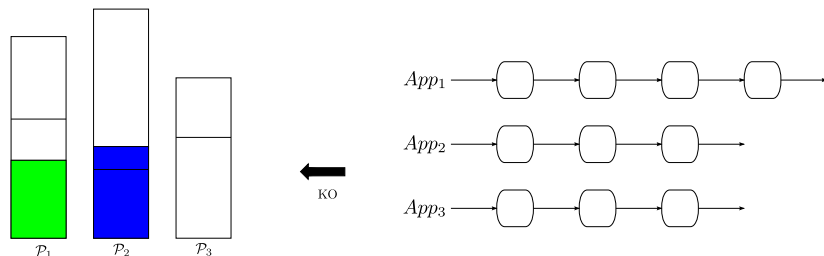 App₁
App₂
App₃
KO
𝒫₁ 𝒫₂ 𝒫₃